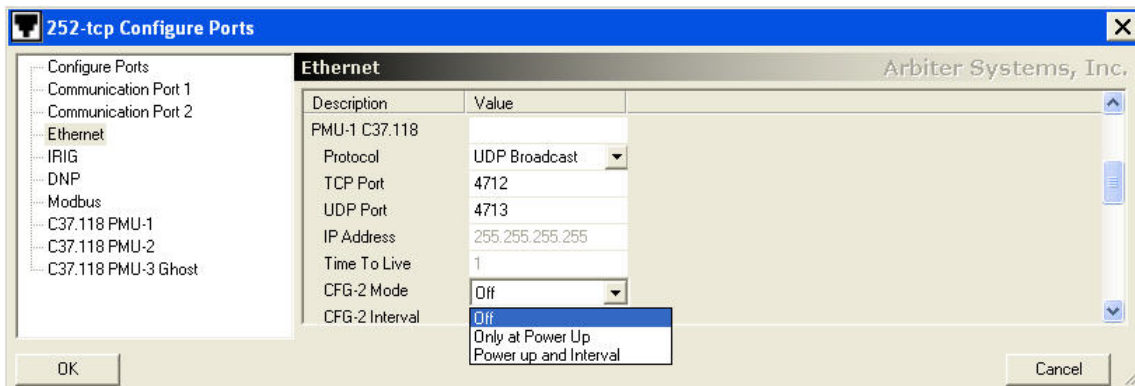 252-tcp Configure Ports
Configure Ports
Communication Port 1
Communication Port 2
Ethernet
IRIG
DNP
Modbus
C37.118 PMU-1
C37.118 PMU-2
C37.118 PMU-3 Ghost
Ethernet Arbiter Systems, Inc.
Description Value
PMU-1 C37.118
Protocol UDP Broadcast
TCP Port 4712
UDP Port 4713
IP Address 255.255.255.255
Time To Live 1
CFG-2 Mode Off
CFG-2 Interval
Off
Only at Power Up
Power up and Interval
OK Cancel